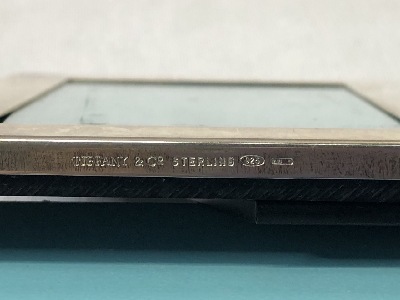 TIFFANY & Co STERLING 925